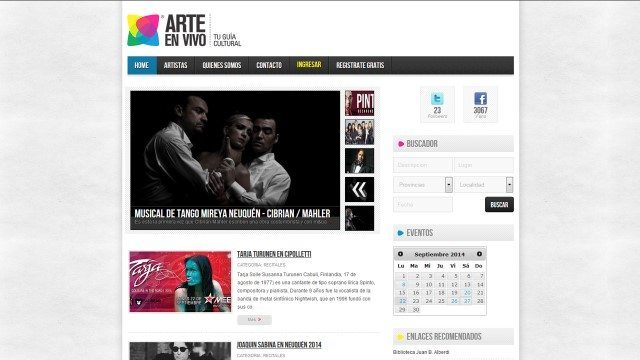 ARTE
EN VIVO
TU GUÍA
CULTURAL
HOME
ARTISTAS
QUIENES SOMOS
CONTACTO
INGRESAR
REGISTRATE GRATIS
PINT
23
Followers
3067
Fans
MUSICAL DE TANGO MIREYA NEUQUÉN - CIBRIAN / MAHLER
BUSCADOR
Descripcion
Lugar
Provincias
Localidad
Fecha
BUSCAR
EVENTOS
Septiembre 2014
Lu Ma Mi Ju Vi Sá Do
1 2 3 4 5 6 7
8 9 10 11 12 13 14
15 16 17 18 19 20 21
22 23 24 25 26 27 28
29 30
TARJA TURUNEN EN CIPOLLETTI
CATEGORIA: RECITALES
Tarja Soile Susanna Turunen Cabuli, Finlandia, 17 de
agosto de 1977) es una cantante de tipo soprano lírica Spinto,
compositora y pianista. Durante 9 años fue la vocalista de la
banda de metal sinfónico Nightwish, que en 1996 fundó con
sus co
Más
Tarja
JOAQUIN SABINA EN NEUQUÉN 2014
CATEGORIA: RECITALES
ENLACES RECOMENDADOS
Biblioteca Juan B. Alberdi